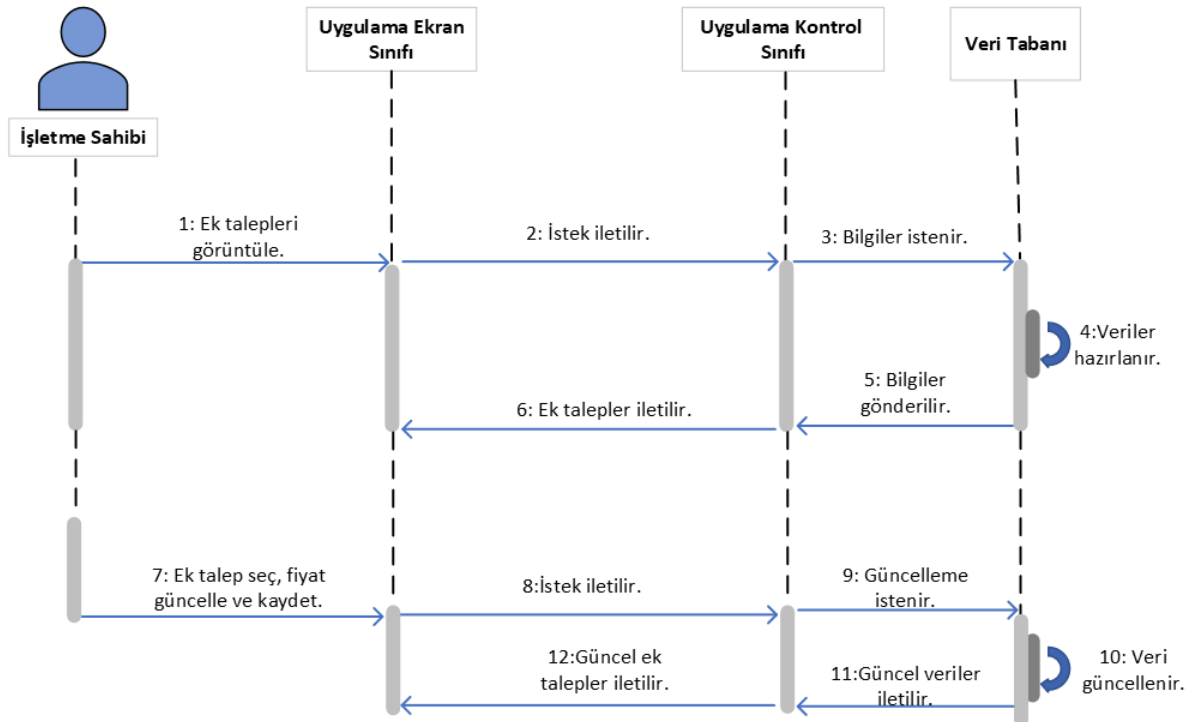 Uygulama Ekran
Sınıfı
Uygulama Kontrol
Sınıfı
Veri Tabanı
İşletme Sahibi
1: Ek talepleri
görüntüle.
2: İstek iletilir.
3: Bilgiler istenir.
4:Veriler
hazırlanır.
5: Bilgiler
gönderilir.
6: Ek talepler iletilir.
7: Ek talep seç, fiyat
güncelle ve kaydet.
8:İstek iletilir.
9: Güncelleme
istenir.
10: Veri
güncellenir.
11:Güncel veriler
iletilir.
12:Güncel ek
talepler iletilir.